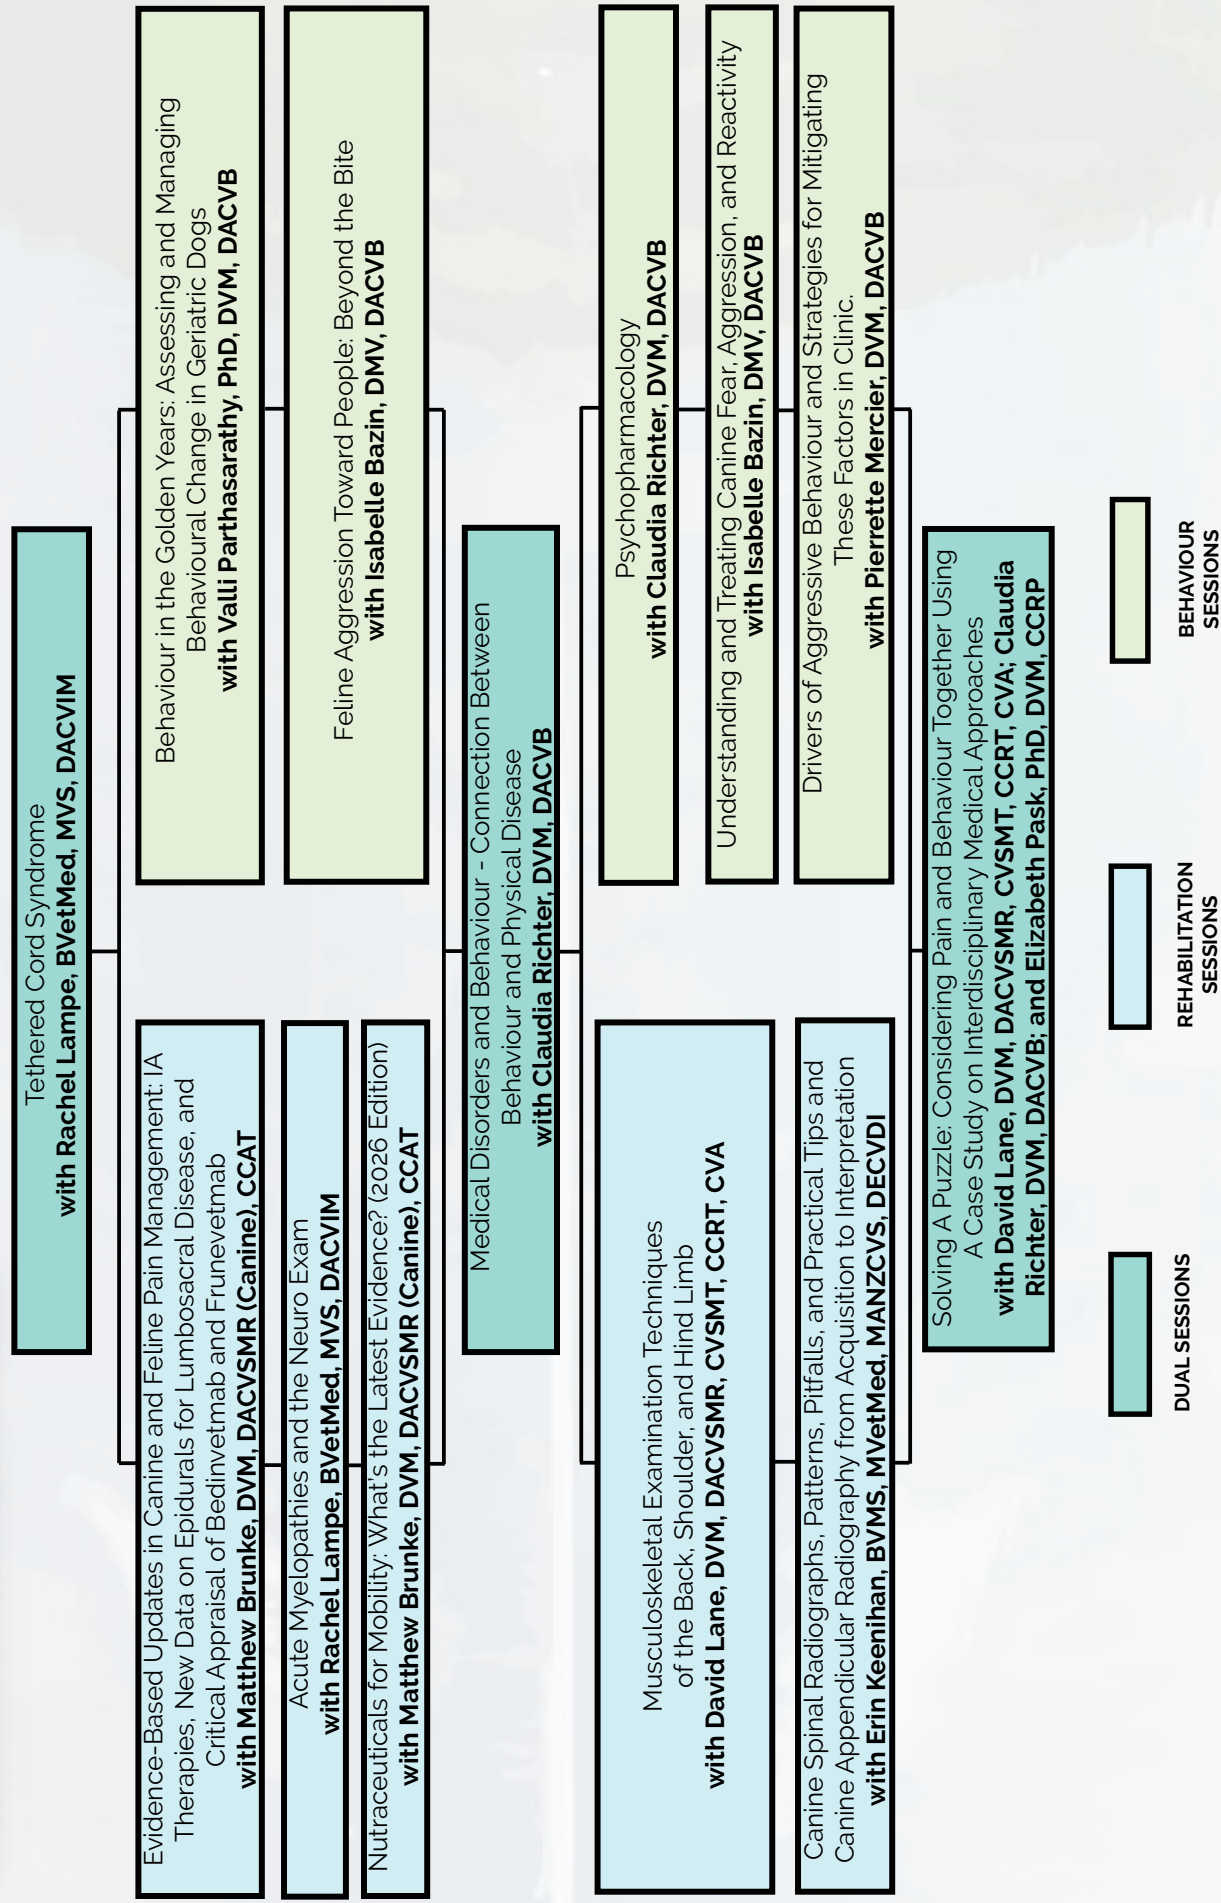 Tethered Cord Syndrome
with Rachel Lampe, BVetMed, MVS, DACVIM
Evidence-Based Updates in Canine and Feline Pain Management: IA
Therapies, New Data on Epidurals for Lumbosacral Disease, and
Critical Appraisal of Bedinvetmab and Frunevetmab
with Matthew Brunke, DVM, DACVSMR (Canine), CCAT
Acute Myelopathies and the Neuro Exam
with Rachel Lampe, BVetMed, MVS, DACVIM
Nutraceuticals for Mobility: What's the Latest Evidence? (2026 Edition)
with Matthew Brunke, DVM, DACVSMR (Canine), CCAT
Behaviour in the Golden Years: Assessing and Managing
Behavioural Change in Geriatric Dogs
with Valli Parthasarathy, PhD, DVM, DACVB
Feline Aggression Toward People: Beyond the Bite
with Isabelle Bazin, DMV, DACVB
Medical Disorders and Behaviour - Connection Between
Behaviour and Physical Disease
with Claudia Richter, DVM, DACVB
Musculoskeletal Examination Techniques
of the Back, Shoulder, and Hind Limb
with David Lane, DVM, DACVSMR, CVSMT, CCRT, CVA
Canine Spinal Radiographs, Patterns, Pitfalls, and Practical Tips and
Canine Appendicular Radiography from Acquisition to Interpretation
with Erin Keenihan, BVMS, MVetMed, MANZCVS, DECVDI
Psychopharmacology
with Claudia Richter, DVM, DACVB
Understanding and Treating Canine Fear, Aggression, and Reactivity
with Isabelle Bazin, DMV, DACVB
Drivers of Aggressive Behaviour and Strategies for Mitigating
These Factors in Clinic.
with Pierrette Mercier, DVM, DACVB
Solving A Puzzle: Considering Pain and Behaviour Together Using
A Case Study on Interdisciplinary Medical Approaches
with David Lane, DVM, DACVSMR, CVSMT, CCRT, CVA; Claudia
Richter, DVM, DACVB; and Elizabeth Pask, PhD, DVM, CCRP
DUAL SESSIONS
REHABILITATION
SESSIONS
BEHAVIOUR
SESSIONS